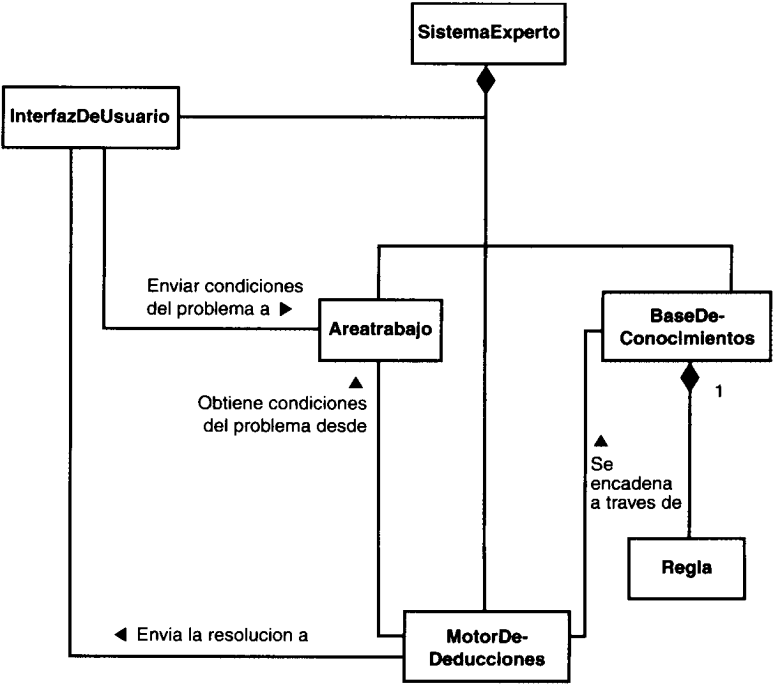 SistemaExperto
InterfazDeUsuario
Enviar condiciones
del problema a ▶
Areatrabajo
BaseDe-
Conocimientos
▲
Obtiene condiciones
del problema desde
1
▲
Se
encadena
a traves de
Regla
◀ Envia la resolucion a
MotorDe-
Deducciones